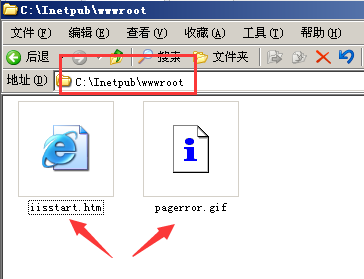 C:\Inetpub\wwwroot
文件(F) 编辑(E) 查看(V) 收藏(A) 工具(T) 帮助(H)
后退 搜索 文件夹
地址(D) C:\Inetpub\wwwroot
iisstart.htm pagerror.gif